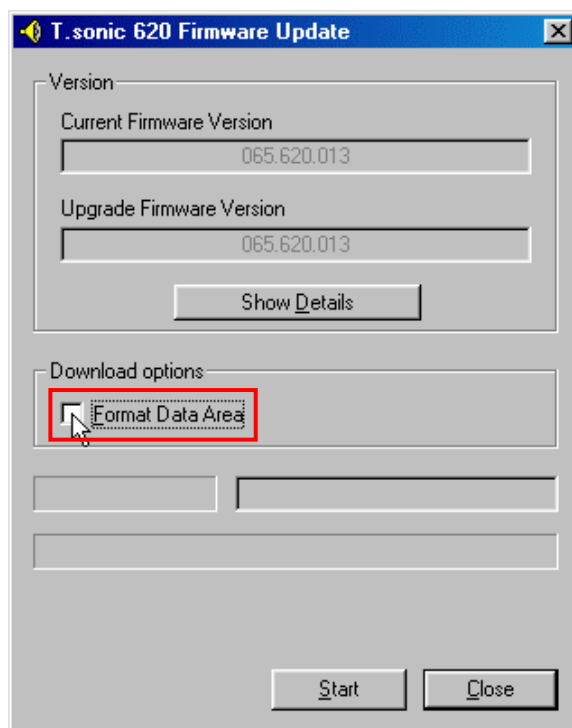 T.sonic 620 Firmware Update
Version
Current Firmware Version
065.620.013
Upgrade Firmware Version
065.620.013
Show Details
Download options
Format Data Area
Start
Close